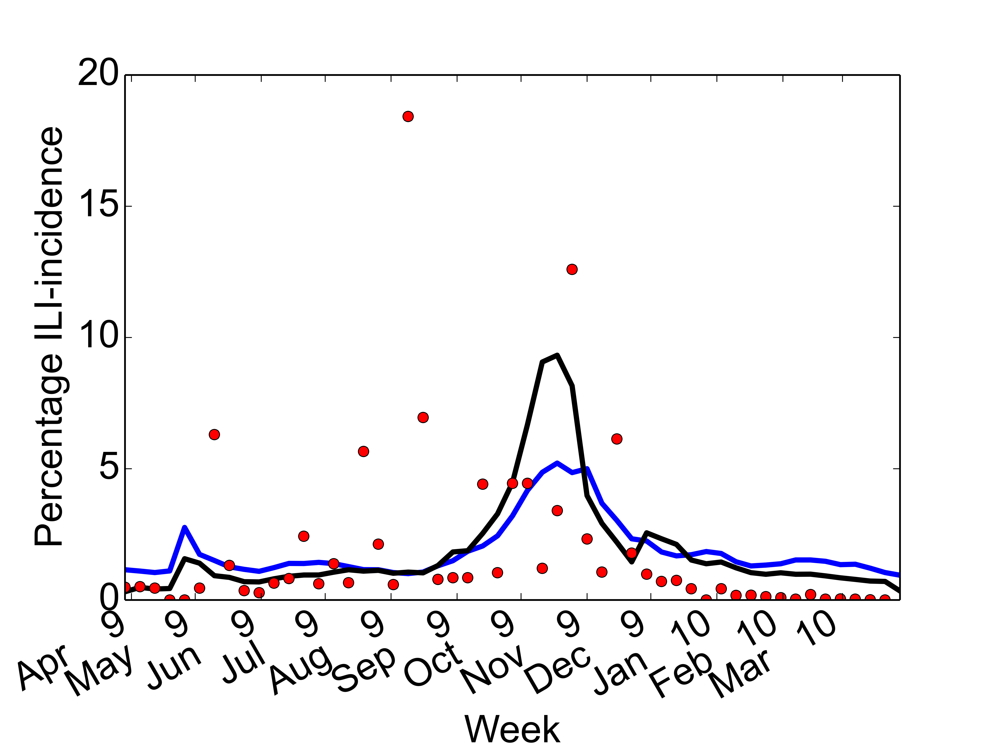 Percentage ILI-incidence
20
15
10
5
0
Apr 9
May 9
Jun 9
Jul 9
Aug 9
Sep 9
Oct 9
Nov 9
Dec 9
Jan 10
Feb 10
Mar 10
Week